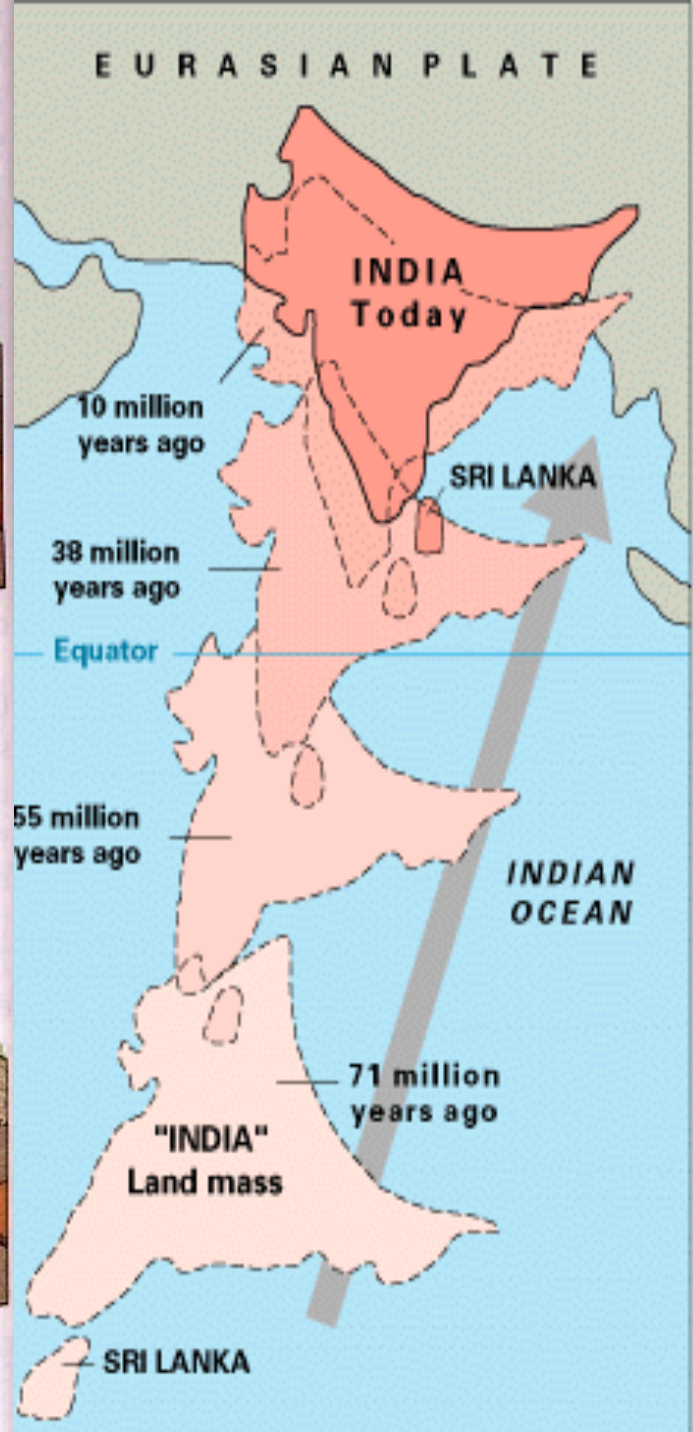 EURASIAN PLATE
INDIA
Today
10 million
years ago
SRI LANKA
38 million
years ago
Equator
55 million
years ago
INDIAN
OCEAN
71 million
years ago
"INDIA"
Land mass
SRI LANKA